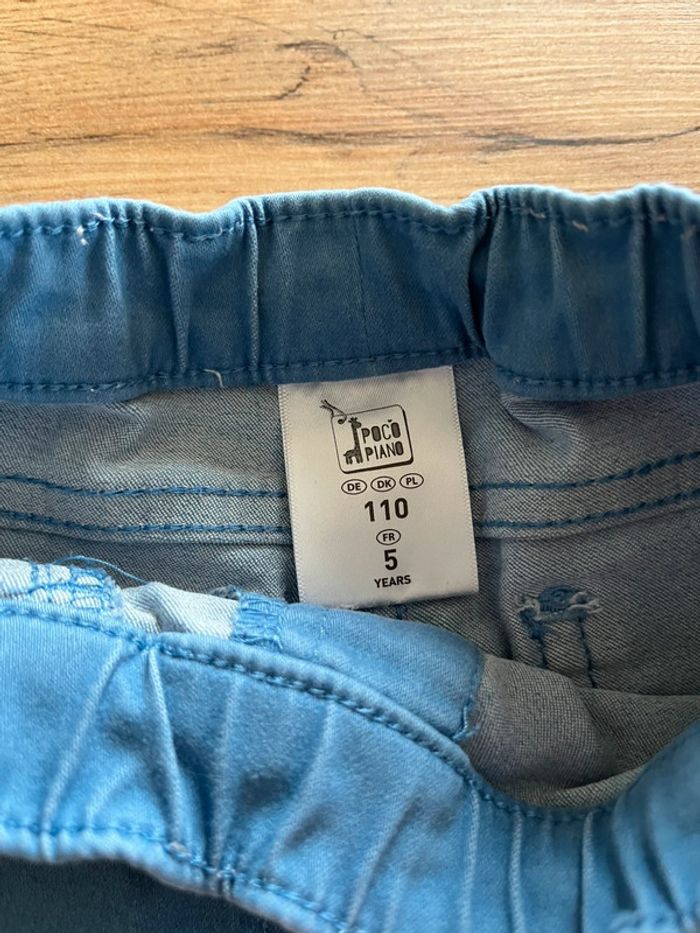 POCO
PIANO
DE DK PL
110
FR
5
YEARS